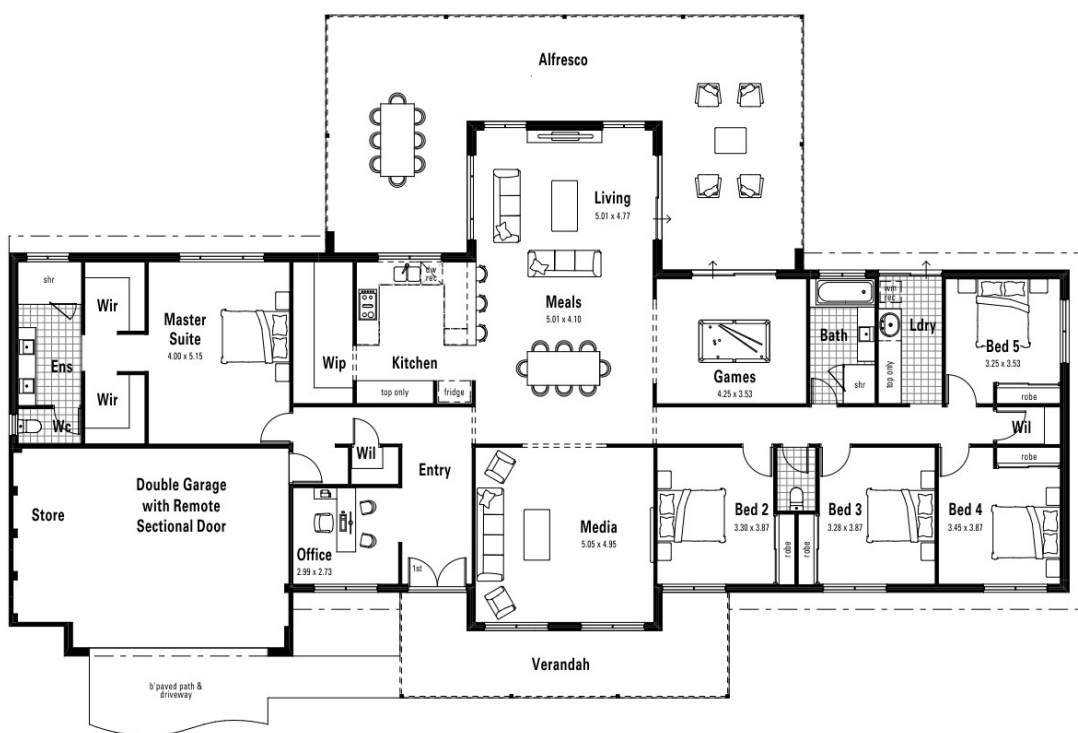 Alfresco
Living
5.01 x 4.77
shr
Wir
Master
Suite
4.00 x 5.15
Ens
Wir
Wc
Wip
dw
rec
Kitchen
top only
fridge
Meals
5.01 x 4.10
Games
4.25 x 3.53
Bath
shr
wm
rec
Ldry
top only
Bed 5
3.25 x 3.53
robe
Wil
robe
Wil
Entry
Double Garage
with Remote
Sectional Door
Store
Office
2.99 x 2.73
1st
Media
5.05 x 4.95
Bed 2
3.30 x 3.87
robe
robe
Bed 3
3.28 x 3.87
Bed 4
3.45 x 3.87
Verandah
b'paved path &
driveway